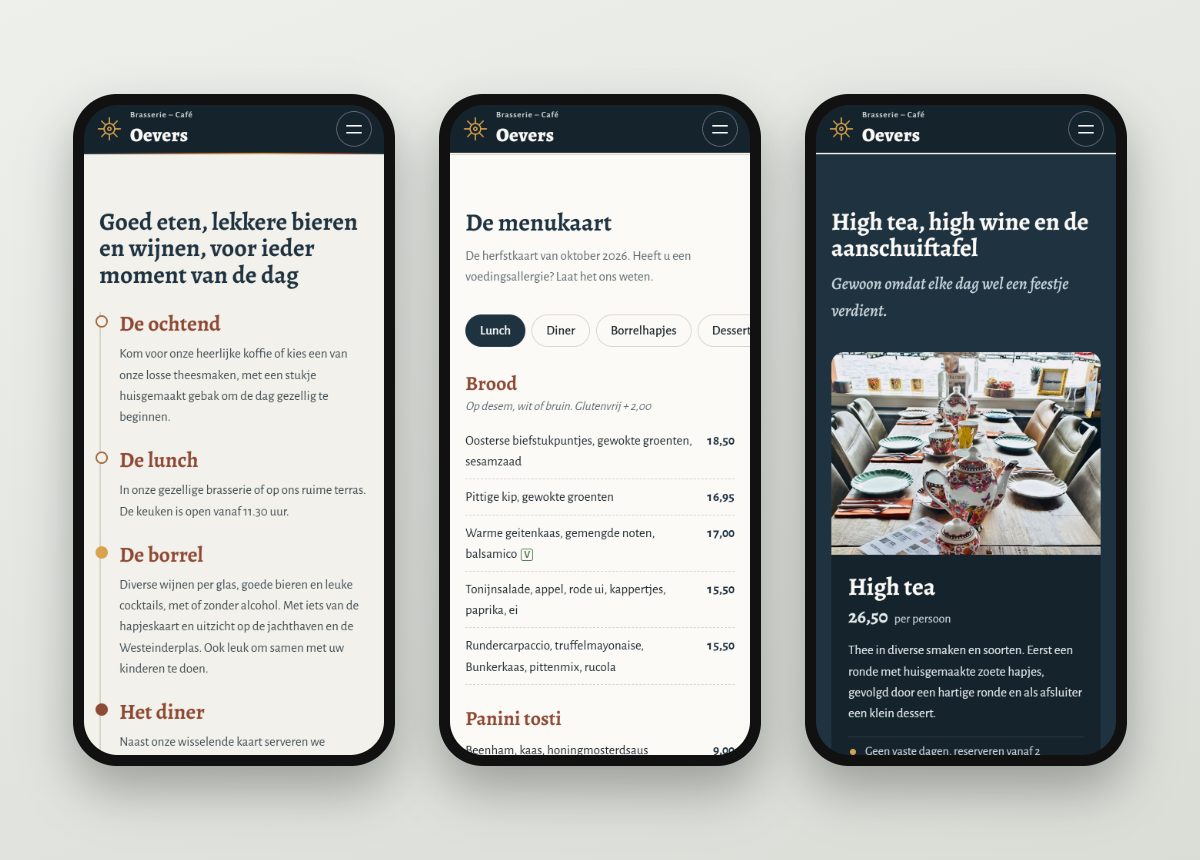 Brasserie – Café
Oevers
Goed eten, lekkere bieren
en wijnen, voor ieder
moment van de dag
De ochtend
Kom voor onze heerlijke koffie of kies een van
onze losse theesmaken, met een stukje
huisgemaakt gebak om de dag gezellig te
beginnen.
De lunch
In onze gezellige brasserie of op ons ruime terras.
De keuken is open vanaf 11.30 uur.
De borrel
Diverse wijnen per glas, goede bieren en leuke
cocktails, met of zonder alcohol. Met iets van de
hapjeskaart en uitzicht op de jachthaven en de
Westeinderplas. Ook leuk om samen met uw
kinderen te doen.
Het diner
Naast onze wisselende kaart serveren we
Brasserie – Café
Oevers
De menukaart
De herfstkaart van oktober 2026. Heeft u een
voedingsallergie? Laat het ons weten.
Lunch Diner Borrelhapjes Dessert
Brood
Op desem, wit of bruin. Glutenvrij + 2,00
Oosterse biefstukpuntjes, gewokte groenten, 18,50
sesamzaad
Pittige kip, gewokte groenten 16,95
Warme geitenkaas, gemengde noten, 17,00
balsamico V
Tonijnsalade, appel, rode ui, kappertjes, 15,50
paprika, ei
Rundercarpaccio, truffelmayonaise, 15,50
Bunkerkaas, pittenmix, rucola
Panini tosti
Beenham, kaas, honingmosterdsaus 9,00
Brasserie – Café
Oevers
High tea, high wine en de
aanschuiftafel
Gewoon omdat elke dag wel een feestje
verdient.
High tea
26,50 per persoon
Thee in diverse smaken en soorten. Eerst een
ronde met huisgemaakte zoete hapjes,
gevolgd door een hartige ronde en als afsluiter
een klein dessert.
Geen vaste dagen, reserveren vanaf 2